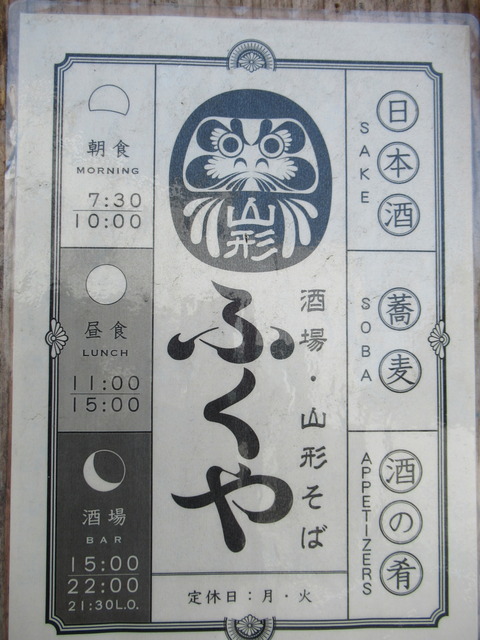 朝食
MORNING
7:30
10:00
昼食
LUNCH
11:00
15:00
酒場
BAR
15:00
22:00
21:30L.O.
山形
ふくや
酒場・山形そば
定休日：月・火
日本酒
SAKE
蕎麦
SOBA
酒の肴
APPETIZERS